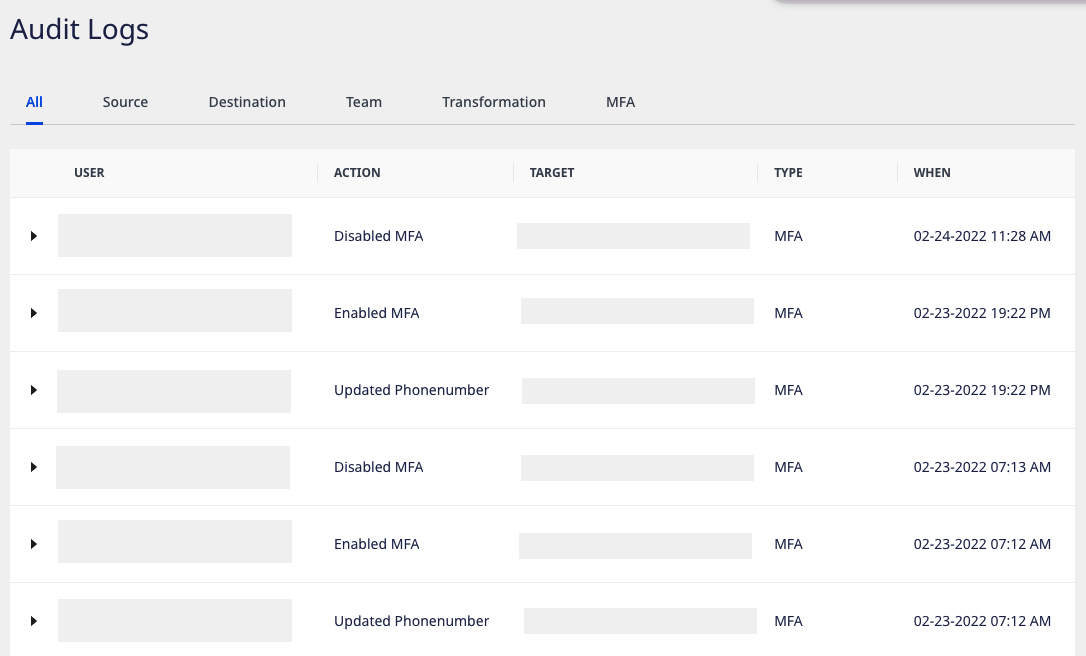 Audit Logs
All Source Destination Team Transformation MFA
USER ACTION TARGET TYPE WHEN
Disabled MFA MFA 02-24-2022 11:28 AM
Enabled MFA MFA 02-23-2022 19:22 PM
Updated Phonenumber MFA 02-23-2022 19:22 PM
Disabled MFA MFA 02-23-2022 07:13 AM
Enabled MFA MFA 02-23-2022 07:12 AM
Updated Phonenumber MFA 02-23-2022 07:12 AM